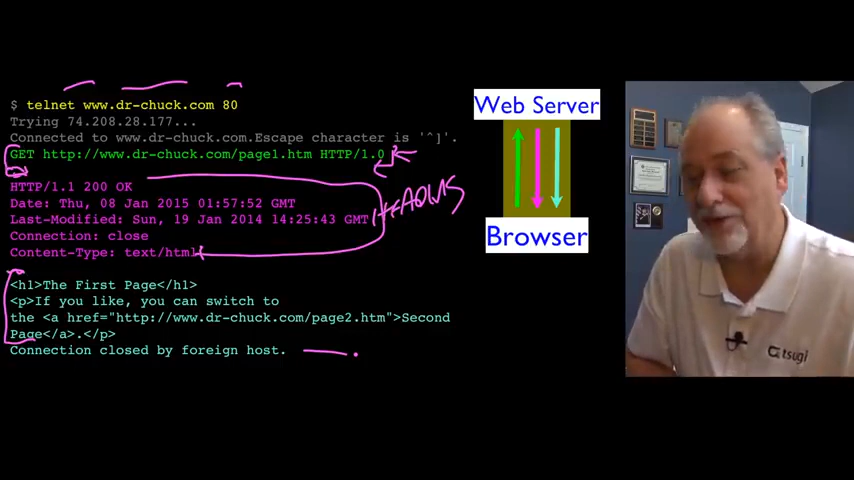 $ telnet www.dr-chuck.com 80
Trying 74.208.28.177...
Connected to www.dr-chuck.com.Escape character is '^]'.
GET http://www.dr-chuck.com/page1.htm HTTP/1.0
HTTP/1.1 200 OK
Date: Thu, 08 Jan 2015 01:57:52 GMT
Last-Modified: Sun, 19 Jan 2014 14:25:43 GMT
Connection: close
Content-Type: text/html
<h1>The First Page</h1>
<p>If you like, you can switch to
the <a href="http://www.dr-chuck.com/page2.htm">Second
Page</a>.</p>
Connection closed by foreign host.
Web Server
Browser
tsugi